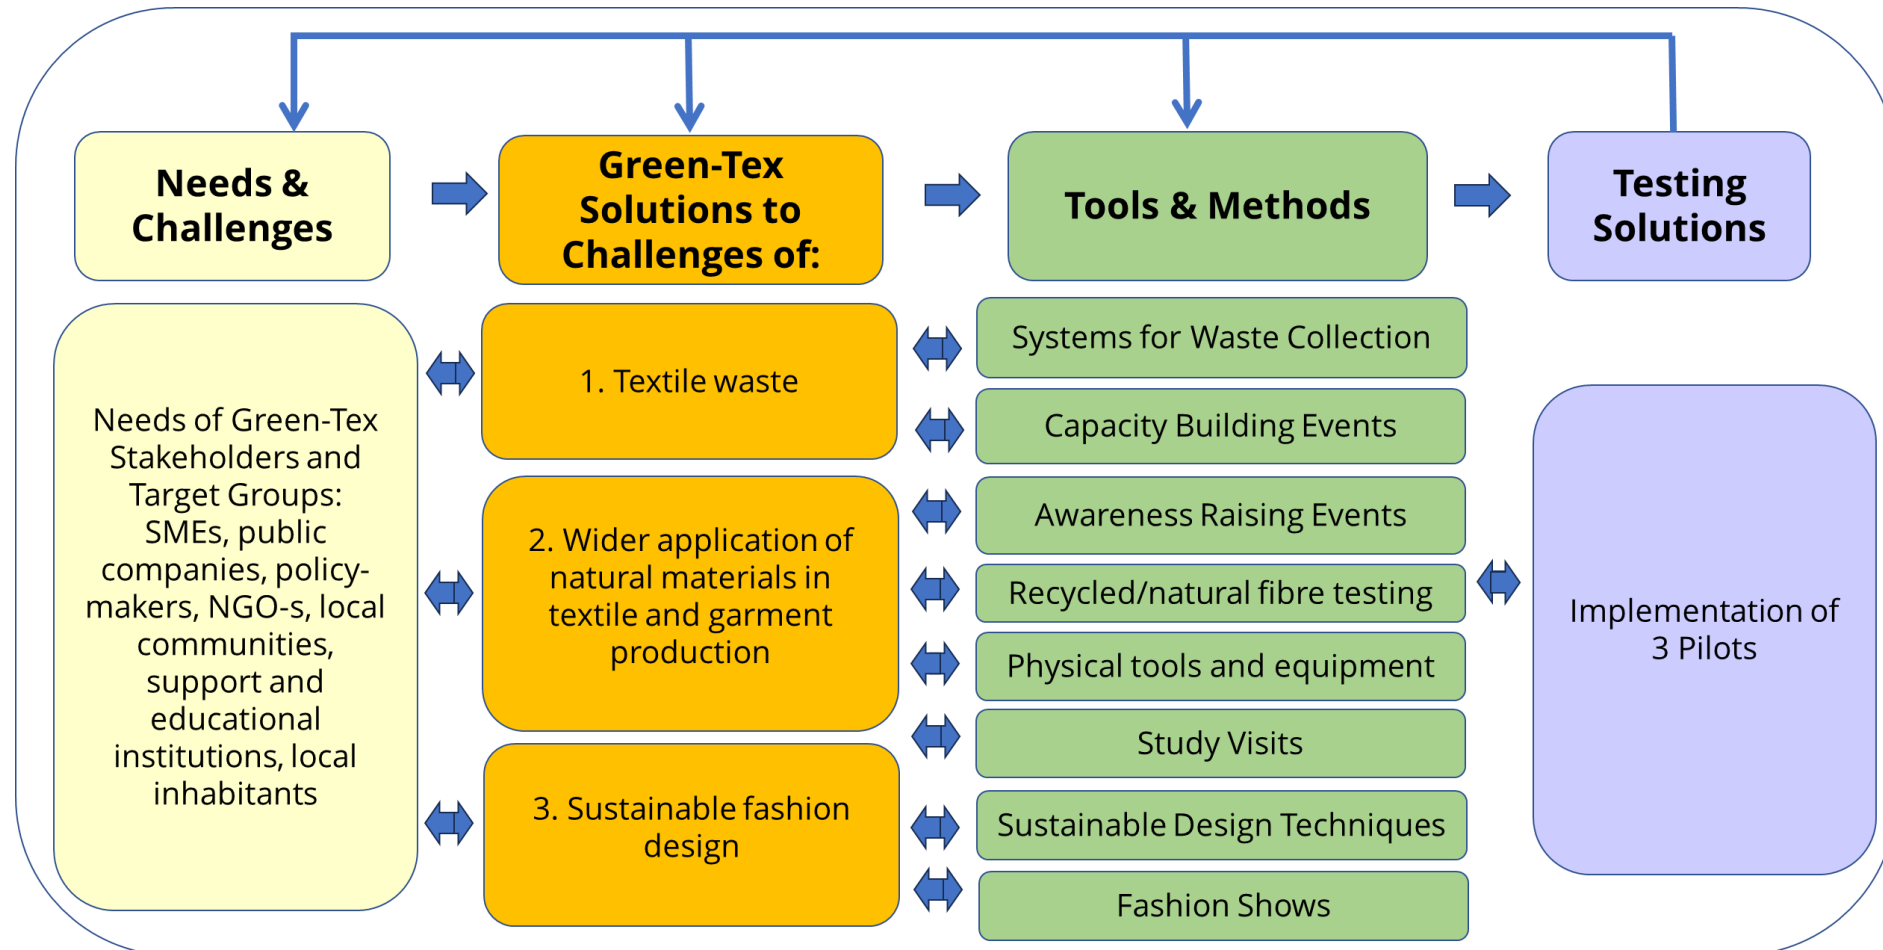 Needs &
Challenges
Green-Tex
Solutions to
Challenges of:
Tools & Methods
Testing
Solutions
Needs of Green-Tex
Stakeholders and
Target Groups:
SMEs, public
companies, policy-
makers, NGO-s, local
communities,
support and
educational
institutions, local
inhabitants
1. Textile waste
2. Wider application of
natural materials in
textile and garment
production
3. Sustainable fashion
design
Systems for Waste Collection
Capacity Building Events
Awareness Raising Events
Recycled/natural fibre testing
Physical tools and equipment
Study Visits
Sustainable Design Techniques
Fashion Shows
Implementation of
3 Pilots